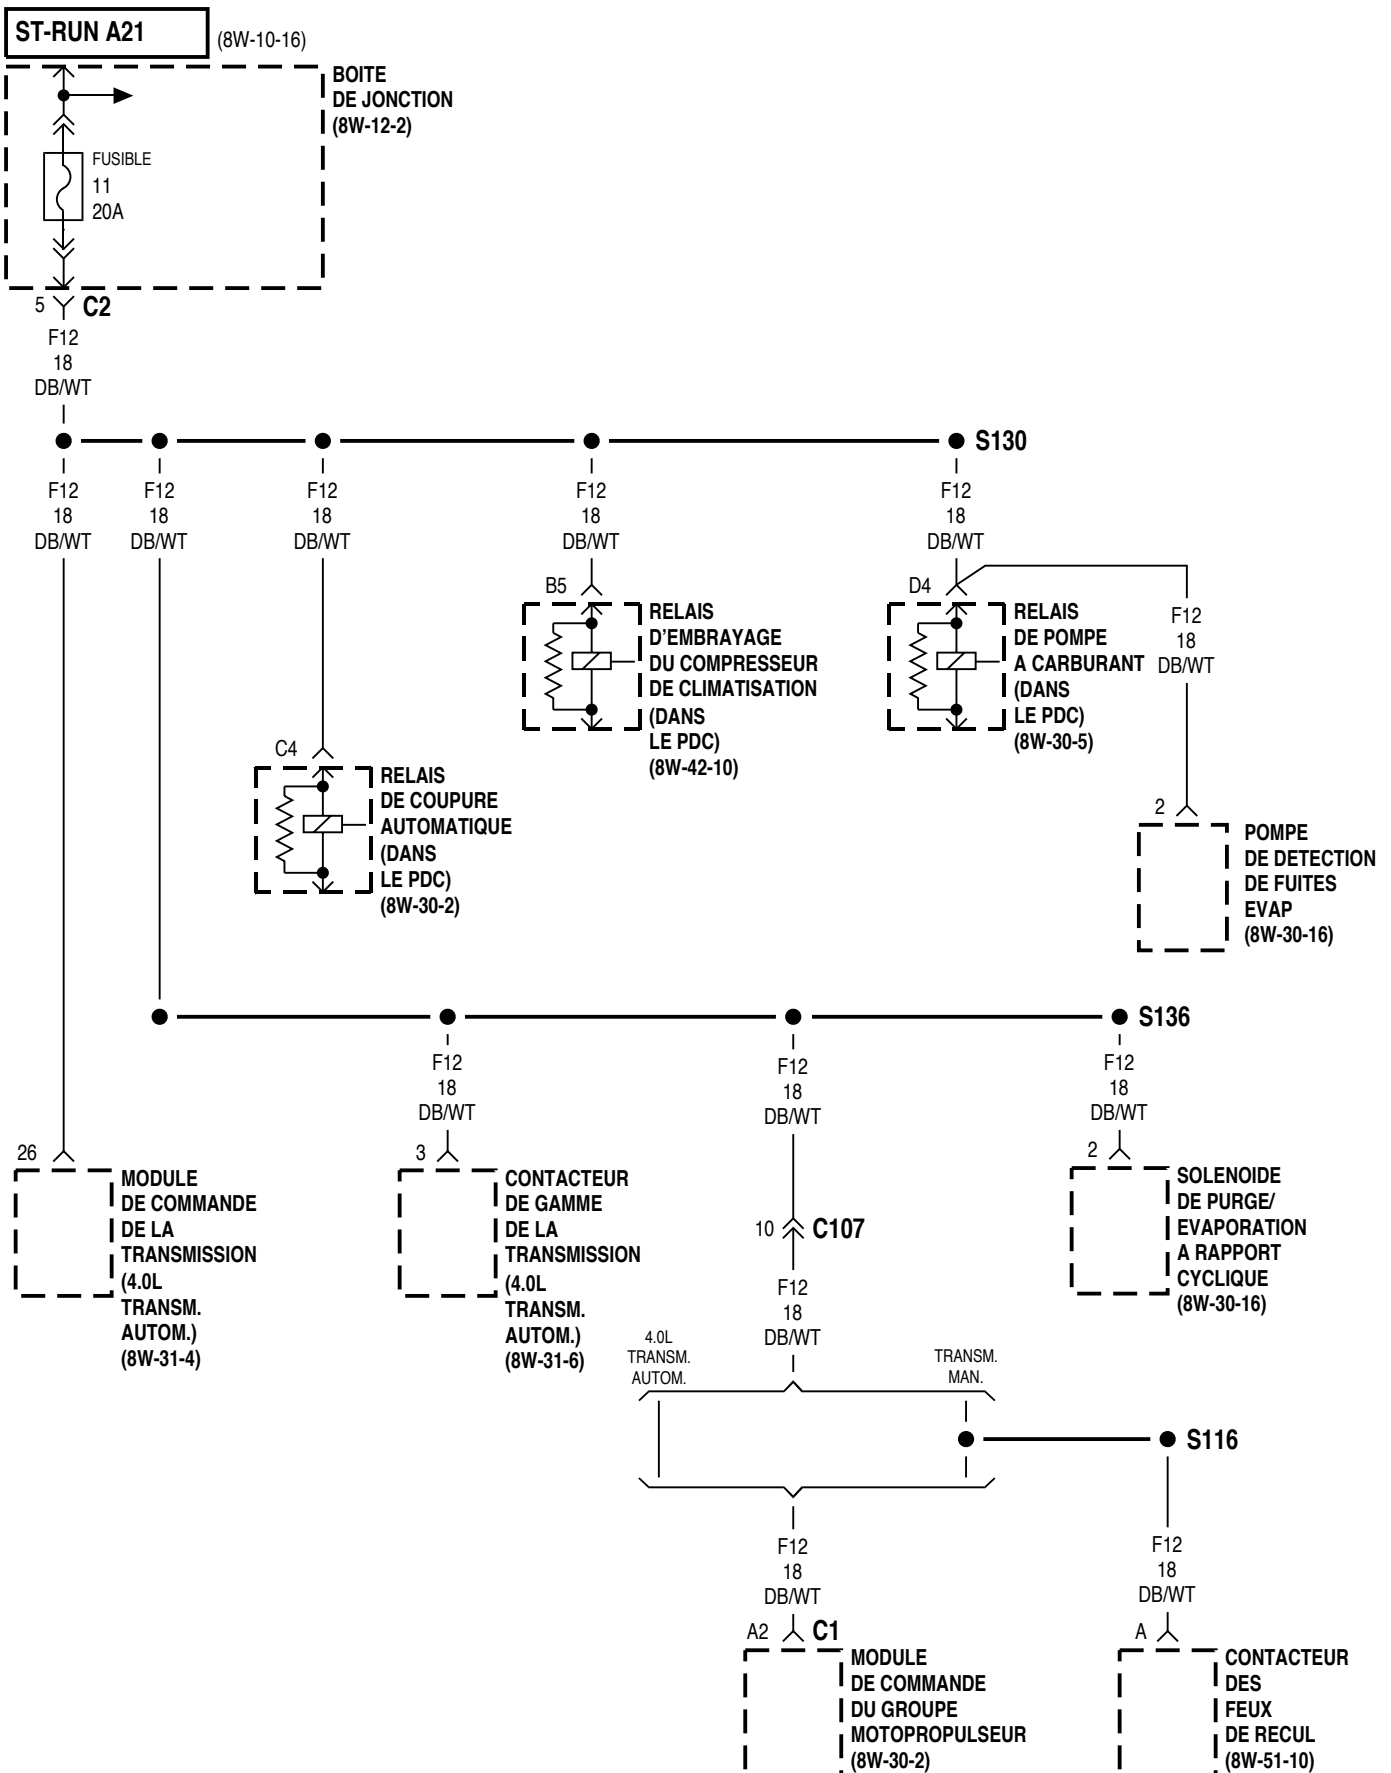 ST-RUN A21
(8W-10-16)
BOITE
DE JONCTION
(8W-12-2)
FUSIBLE
11
20A
5
C2
F12
18
DB/WT
S130
F12
18
DB/WT
F12
18
DB/WT
F12
18
DB/WT
F12
18
DB/WT
F12
18
DB/WT
B5
RELAIS
D'EMBRAYAGE
DU COMPRESSEUR
DE CLIMATISATION
(DANS
LE PDC)
(8W-42-10)
D4
RELAIS
DE POMPE
A CARBURANT
(DANS
LE PDC)
(8W-30-5)
F12
18
DB/WT
C4
RELAIS
DE COUPURE
AUTOMATIQUE
(DANS
LE PDC)
(8W-30-2)
2
POMPE
DE DETECTION
DE FUITES
EVAP
(8W-30-16)
S136
F12
18
DB/WT
F12
18
DB/WT
F12
18
DB/WT
26
MODULE
DE COMMANDE
DE LA
TRANSMISSION
(4.0L
TRANSM.
AUTOM.)
(8W-31-4)
3
CONTACTEUR
DE GAMME
DE LA
TRANSMISSION
(4.0L
TRANSM.
AUTOM.)
(8W-31-6)
10
C107
F12
18
DB/WT
2
SOLENOIDE
DE PURGE/
EVAPORATION
A RAPPORT
CYCLIQUE
(8W-30-16)
4.0L
TRANSM.
AUTOM.
TRANSM.
MAN.
S116
F12
18
DB/WT
F12
18
DB/WT
A2
C1
MODULE
DE COMMANDE
DU GROUPE
MOTOPROPULSEUR
(8W-30-2)
A
CONTACTEUR
DES
FEUX
DE RECUL
(8W-51-10)